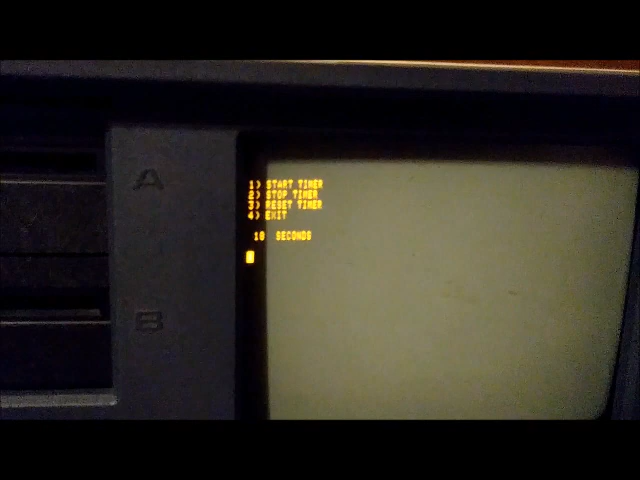 A
B
1) START TIMER
2) STOP TIMER
3) RESET TIMER
4) EXIT
10 SECONDS